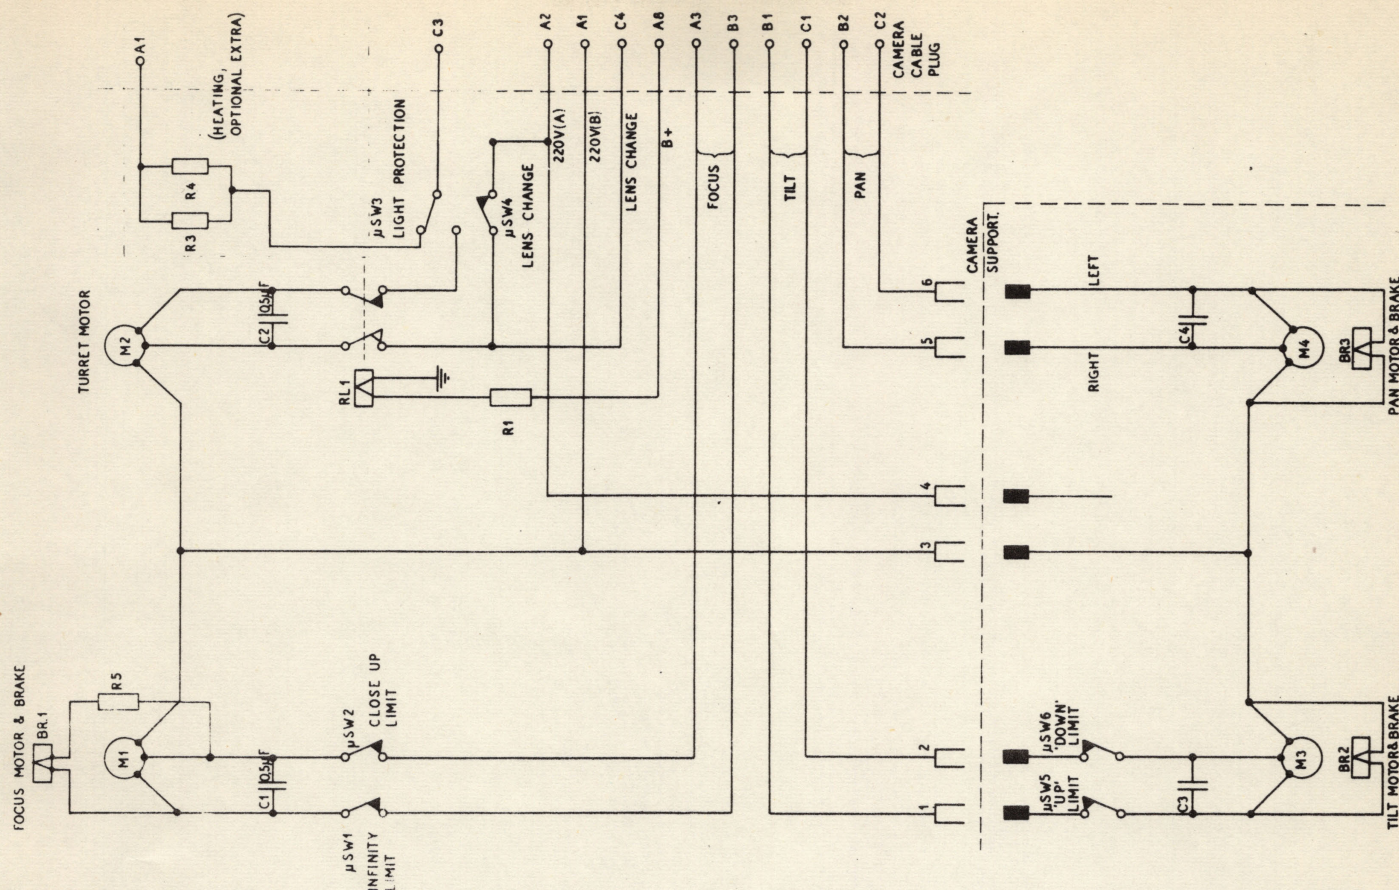 A1
(HEATING,
OPTIONAL EXTRA)
R4
R3
C3
µSW3
LIGHT PROTECTION
A2
A1
C4
A8
A3
B3
B1
C1
B2
C2
CAMERA
CABLE
PLUG
220V(A)
220V(B)
LENS CHANGE
B+
FOCUS
TILT
PAN
µSW4
LENS CHANGE
TURRET MOTOR
M2
C2
0,5µF
RL1
R1
6
5
4
3
2
1
CAMERA
SUPPORT.
LEFT
RIGHT
C4
M4
BR3
PAN MOTOR & BRAKE
FOCUS MOTOR & BRAKE
BR.1
R5
M1
C1
0,5µF
µSW2
CLOSE UP
LIMIT
µSW1
INFINITY
LIMIT
µSW6
'DOWN'
LIMIT
µSW5
'UP'
LIMIT
C3
M3
BR2
TILT MOTOR & BRAKE